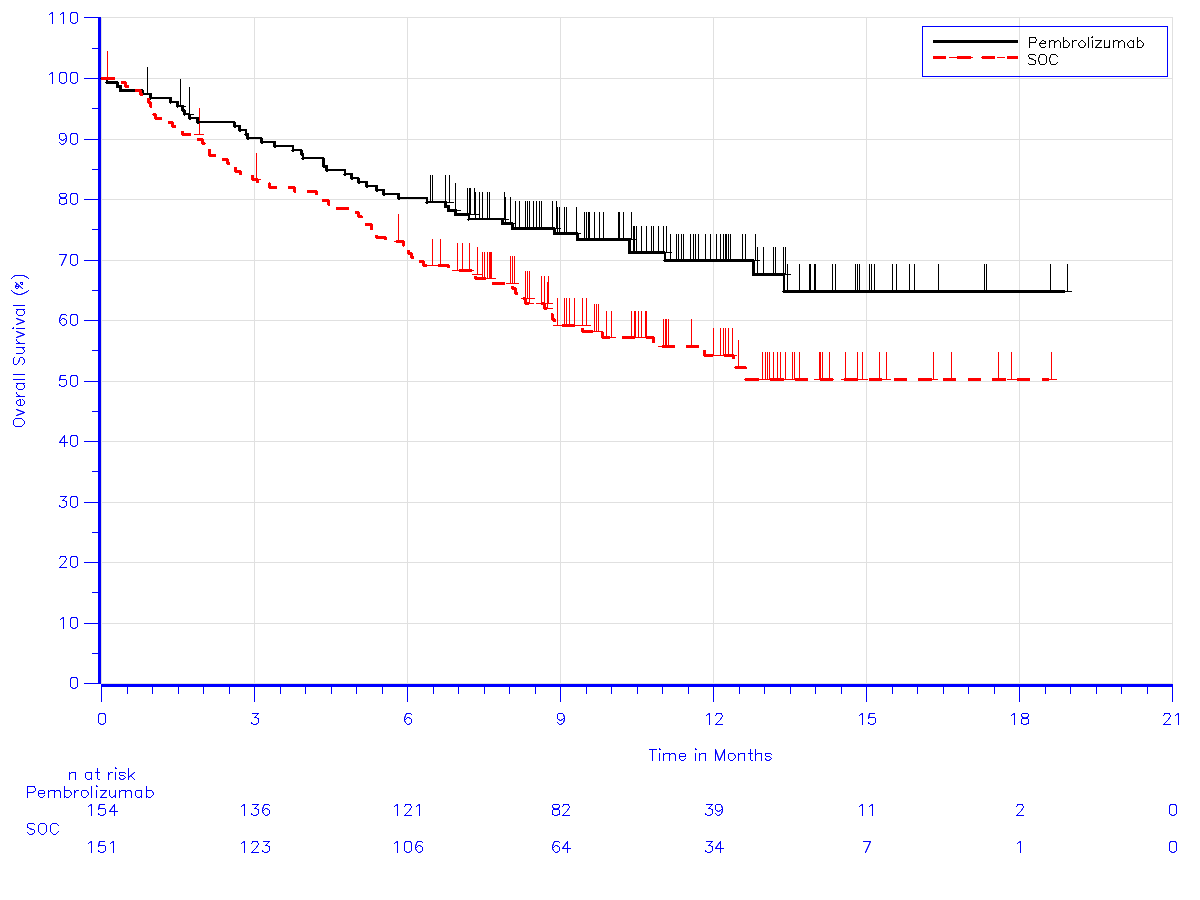 110
100
90
80
70
60
50
40
30
20
10
0
Overall Survival (%)
Pembrolizumab
SOC
0 3 6 9 12 15 18 21
Time in Months
n at risk
Pembrolizumab
154 136 121 82 39 11 2 0
SOC
151 123 106 64 34 7 1 0